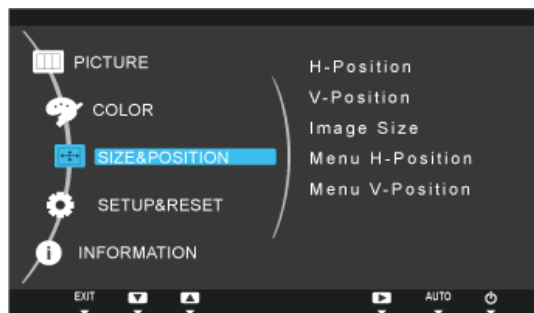 PICTURE
COLOR
SIZE&POSITION
SETUP&RESET
INFORMATION
H-Position
V-Position
Image Size
Menu H-Position
Menu V-Position
EXIT
AUTO